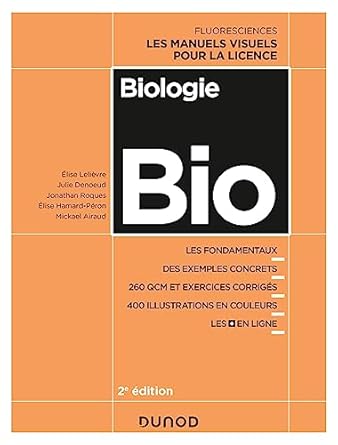 FLUORESCIENCES
LES MANUELS VISUELS
POUR LA LICENCE
Biologie
Élise Lelièvre
Julie Denoeud
Jonathan Roques
Élise Hamard-Péron
Mickael Airaud
Bio
LES FONDAMENTAUX
DES EXEMPLES CONCRETS
260 QCM ET EXERCICES CORRIGÉS
400 ILLUSTRATIONS EN COULEURS
LES + EN LIGNE
2e édition
DUNOD